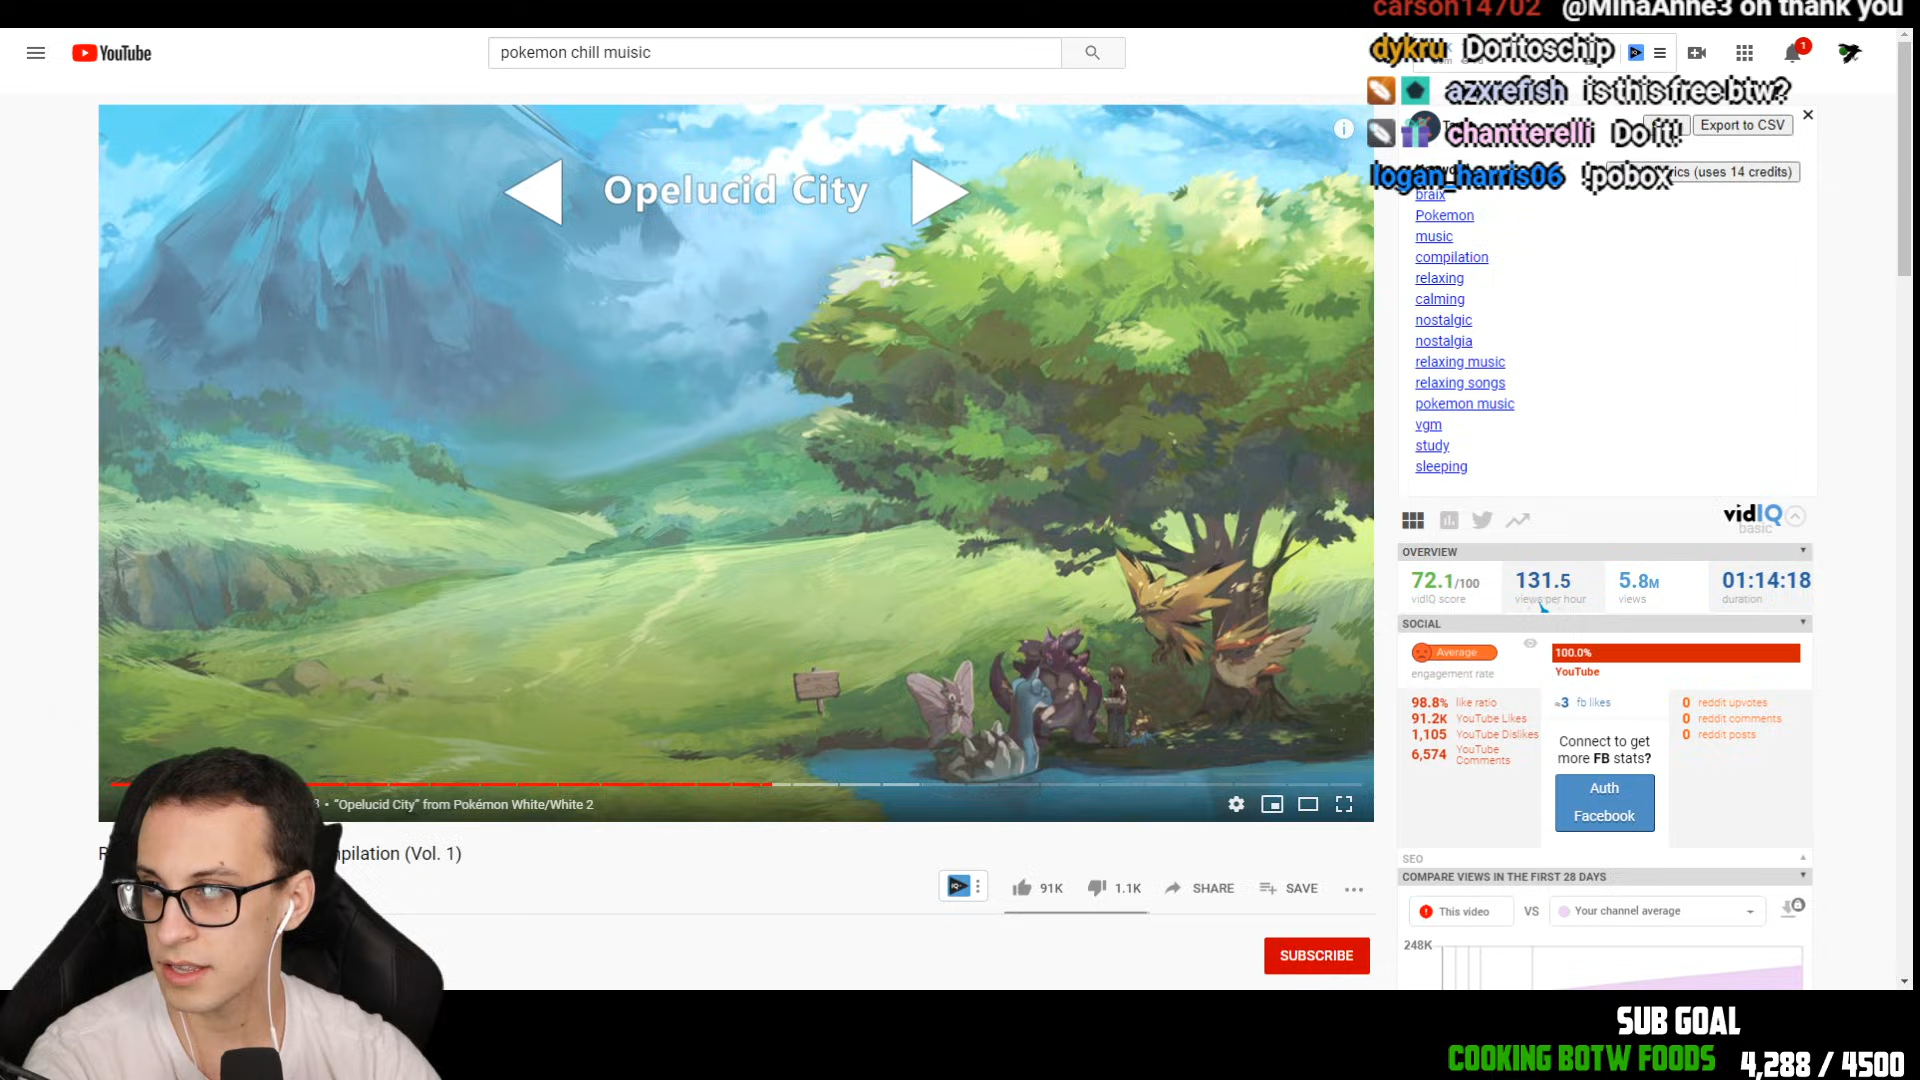 carson14702 @MinaAnne3 oh thank you
YouTube
pokemon chill muisic
dykru Doritoschip
1
azxrefish is this free btw?
chantterelli Do it!
Export to CSV
logan_harris06 !pobox
rics (uses 14 credits)
Opelucid City
braix
Pokemon
music
compilation
relaxing
calming
nostalgic
nostalgia
relaxing music
relaxing songs
pokemon music
vgm
study
sleeping
vidIQ
basic
OVERVIEW
72.1/100 131.5 5.8M 01:14:18
vidIQ score views per hour views duration
SOCIAL
Average 100.0%
engagement rate YouTube
98.8% like ratio ≈3 fb likes 0 reddit upvotes
91.2K YouTube Likes 0 reddit comments
1,105 YouTube Dislikes 0 reddit posts
6,574 YouTube Comments
Connect to get
more FB stats?
Auth
Facebook
• "Opelucid City" from Pokémon White/White 2
pilation (Vol. 1)
SEO
COMPARE VIEWS IN THE FIRST 28 DAYS
91K 1.1K SHARE SAVE
This video VS Your channel average
248K
SUBSCRIBE
SUB GOAL
COOKING BOTW FOODS 4,288 / 4500